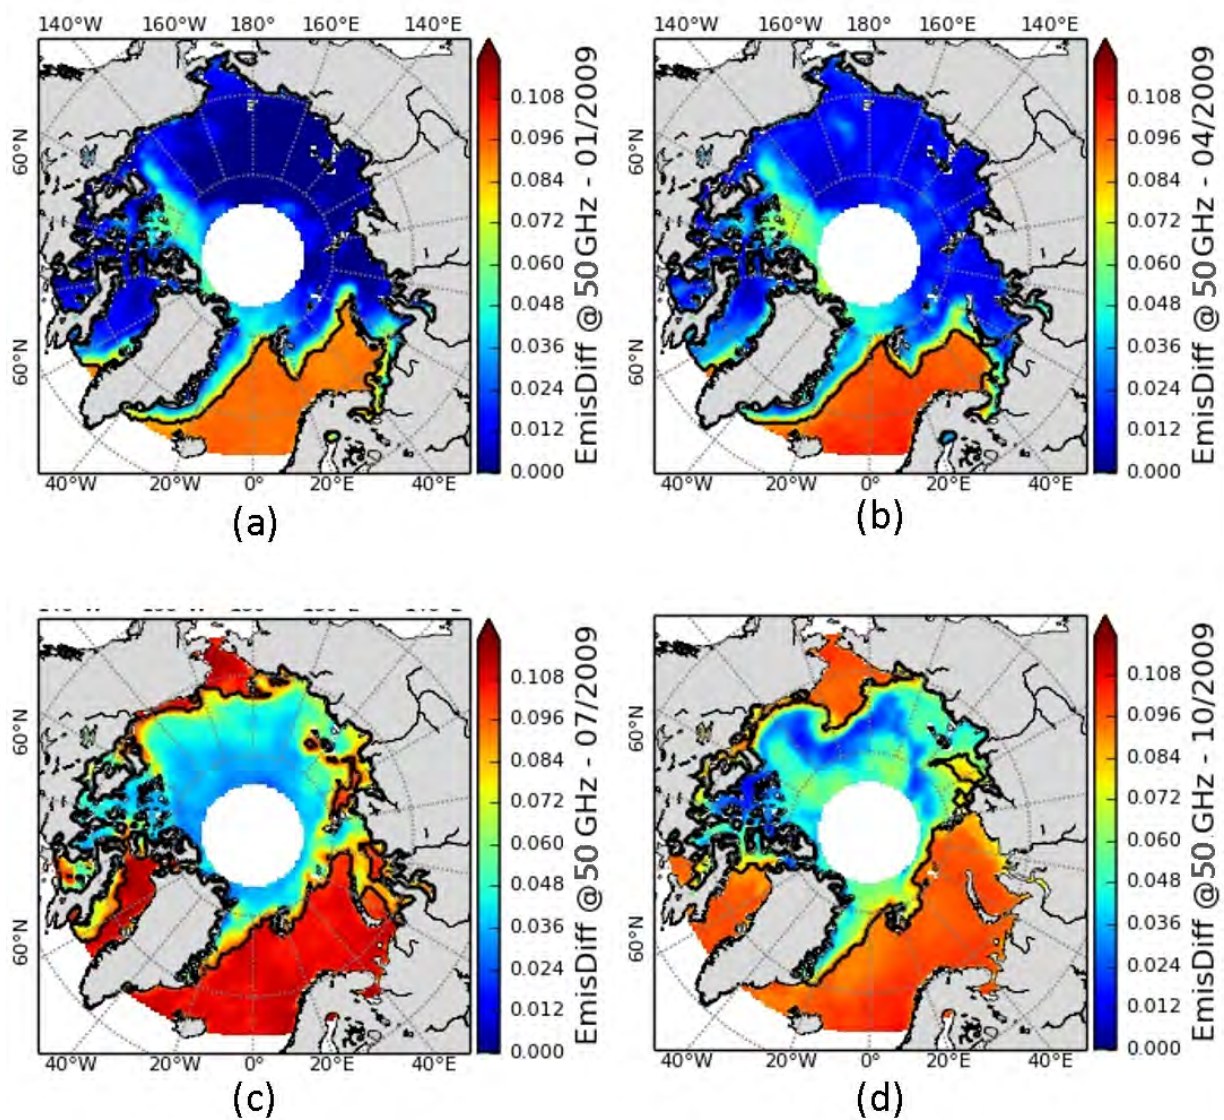 140°W 160°W 180° 160°E 140°E
60°N
60°N
40°W 20°W 0° 20°E 40°E
0.108
0.096
0.084
0.072
0.060
0.048
0.036
0.024
0.012
0.000
EmisDiff @ 50 GHz - 01/2009
(a)
140°W 160°W 180° 160°E 140°E
60°N
60°N
40°W 20°W 0° 20°E 40°E
0.108
0.096
0.084
0.072
0.060
0.048
0.036
0.024
0.012
0.000
EmisDiff @ 50 GHz - 04/2009
(b)
60°N
60°N
40°W 20°W 0° 20°E 40°E
0.108
0.096
0.084
0.072
0.060
0.048
0.036
0.024
0.012
0.000
EmisDiff @50 GHz - 07/2009
(c)
60°N
60°N
40°W 20°W 0° 20°E 40°E
0.108
0.096
0.084
0.072
0.060
0.048
0.036
0.024
0.012
0.000
EmisDiff @50 GHz - 10/2009
(d)